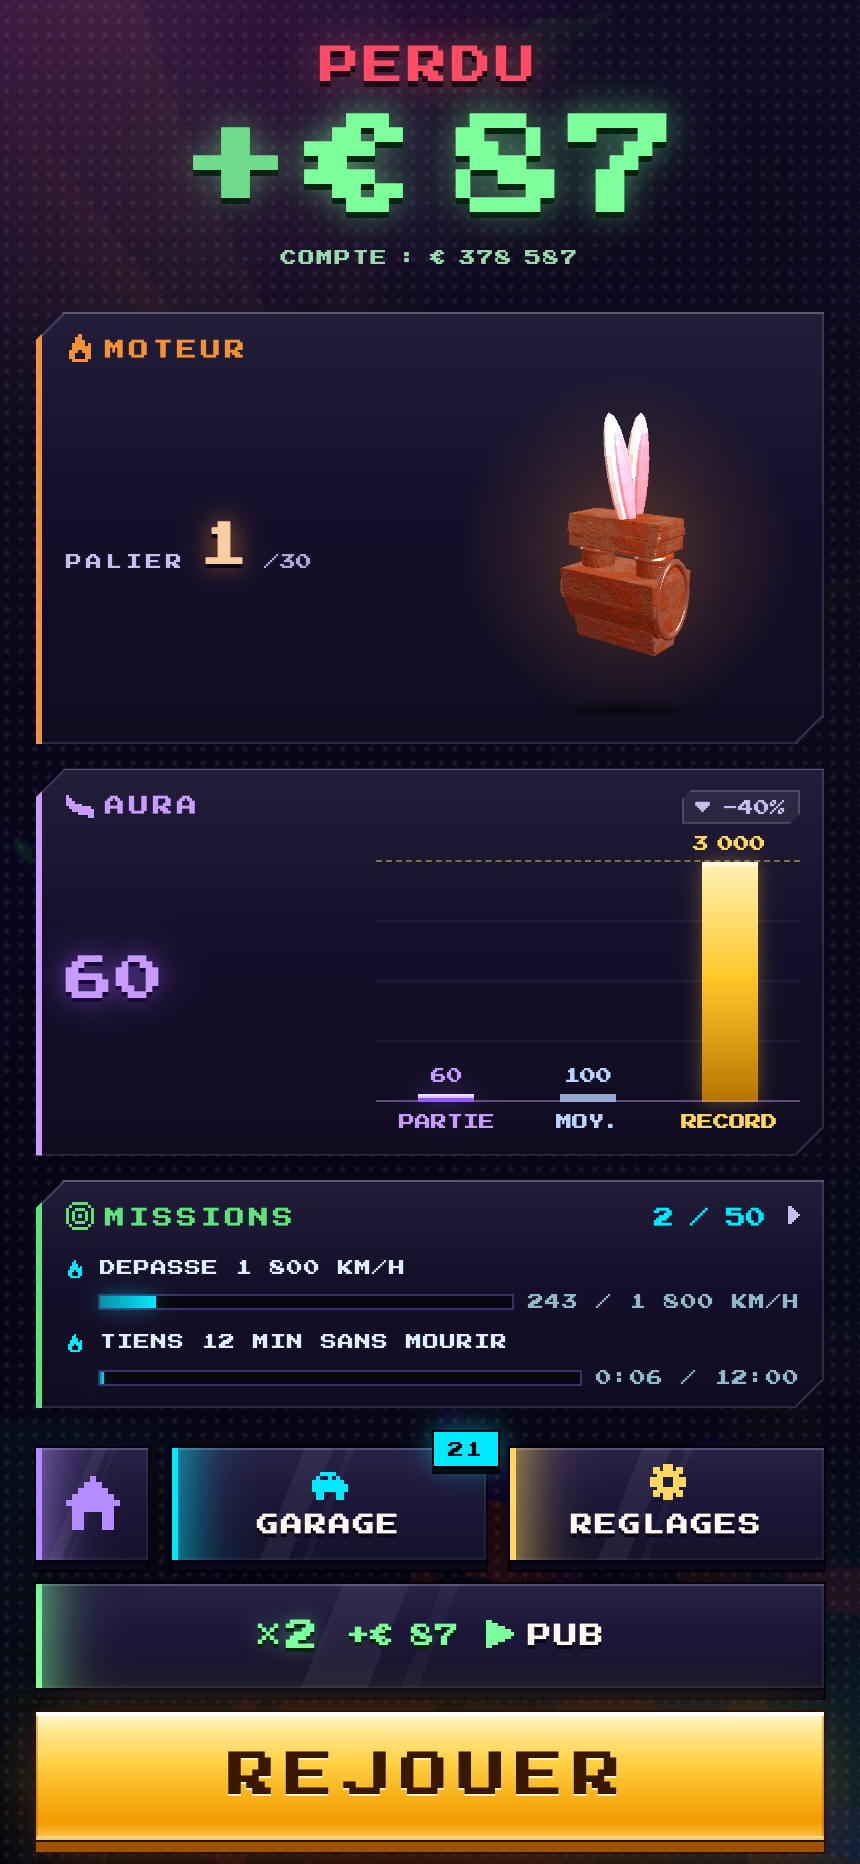 PERDU
+€ 87
COMPTE : € 378 587
MOTEUR
PALIER 1 /30
AURA
-40%
3 000
60
60
100
PARTIE
MOY.
RECORD
MISSIONS
2 / 50
DEPASSE 1 800 KM/H
243 / 1 800 KM/H
TIENS 12 MIN SANS MOURIR
0:06 / 12:00
21
GARAGE
REGLAGES
×2 +€ 87 PUB
REJOUER